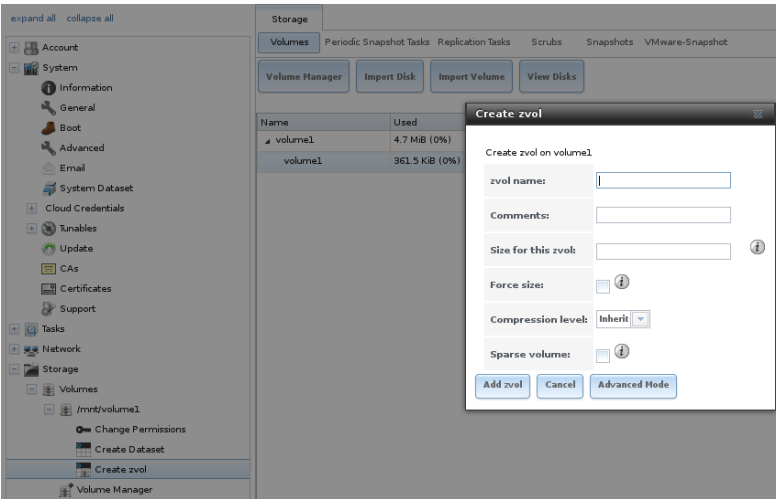 expand all collapse all
Account
System
Information
General
Boot
Advanced
Email
System Dataset
Cloud Credentials
Tunables
Update
CAs
Certificates
Support
Tasks
Network
Storage
Volumes
/mnt/volume1
Change Permissions
Create Dataset
Create zvol
Volume Manager
Storage
Volumes Periodic Snapshot Tasks Replication Tasks Scrubs Snapshots VMware-Snapshot
Volume Manager Import Disk Import Volume View Disks
Name Used
volume1 4.7 MiB (0%)
volume1 361.5 KiB (0%)
Create zvol
Create zvol on volume1
zvol name:
Comments:
Size for this zvol:
Force size:
Compression level: Inherit
Sparse volume:
Add zvol Cancel Advanced Mode